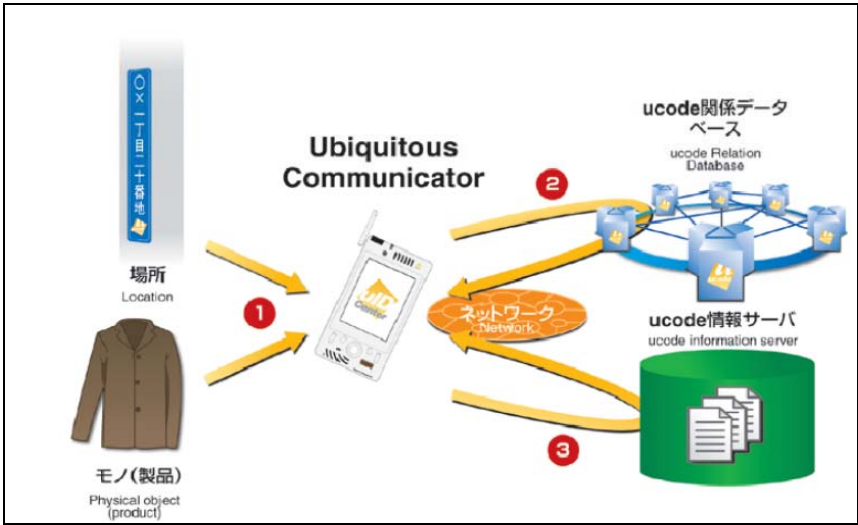 ○×一丁目二十番地
場所
Location
モノ(製品)
Physical object
(product)
1
Ubiquitous
Communicator
uID
Center
2
ネットワーク
Network
3
ucode関係データ
ベース
ucode Relation
Database
ucode情報サーバ
ucode information server